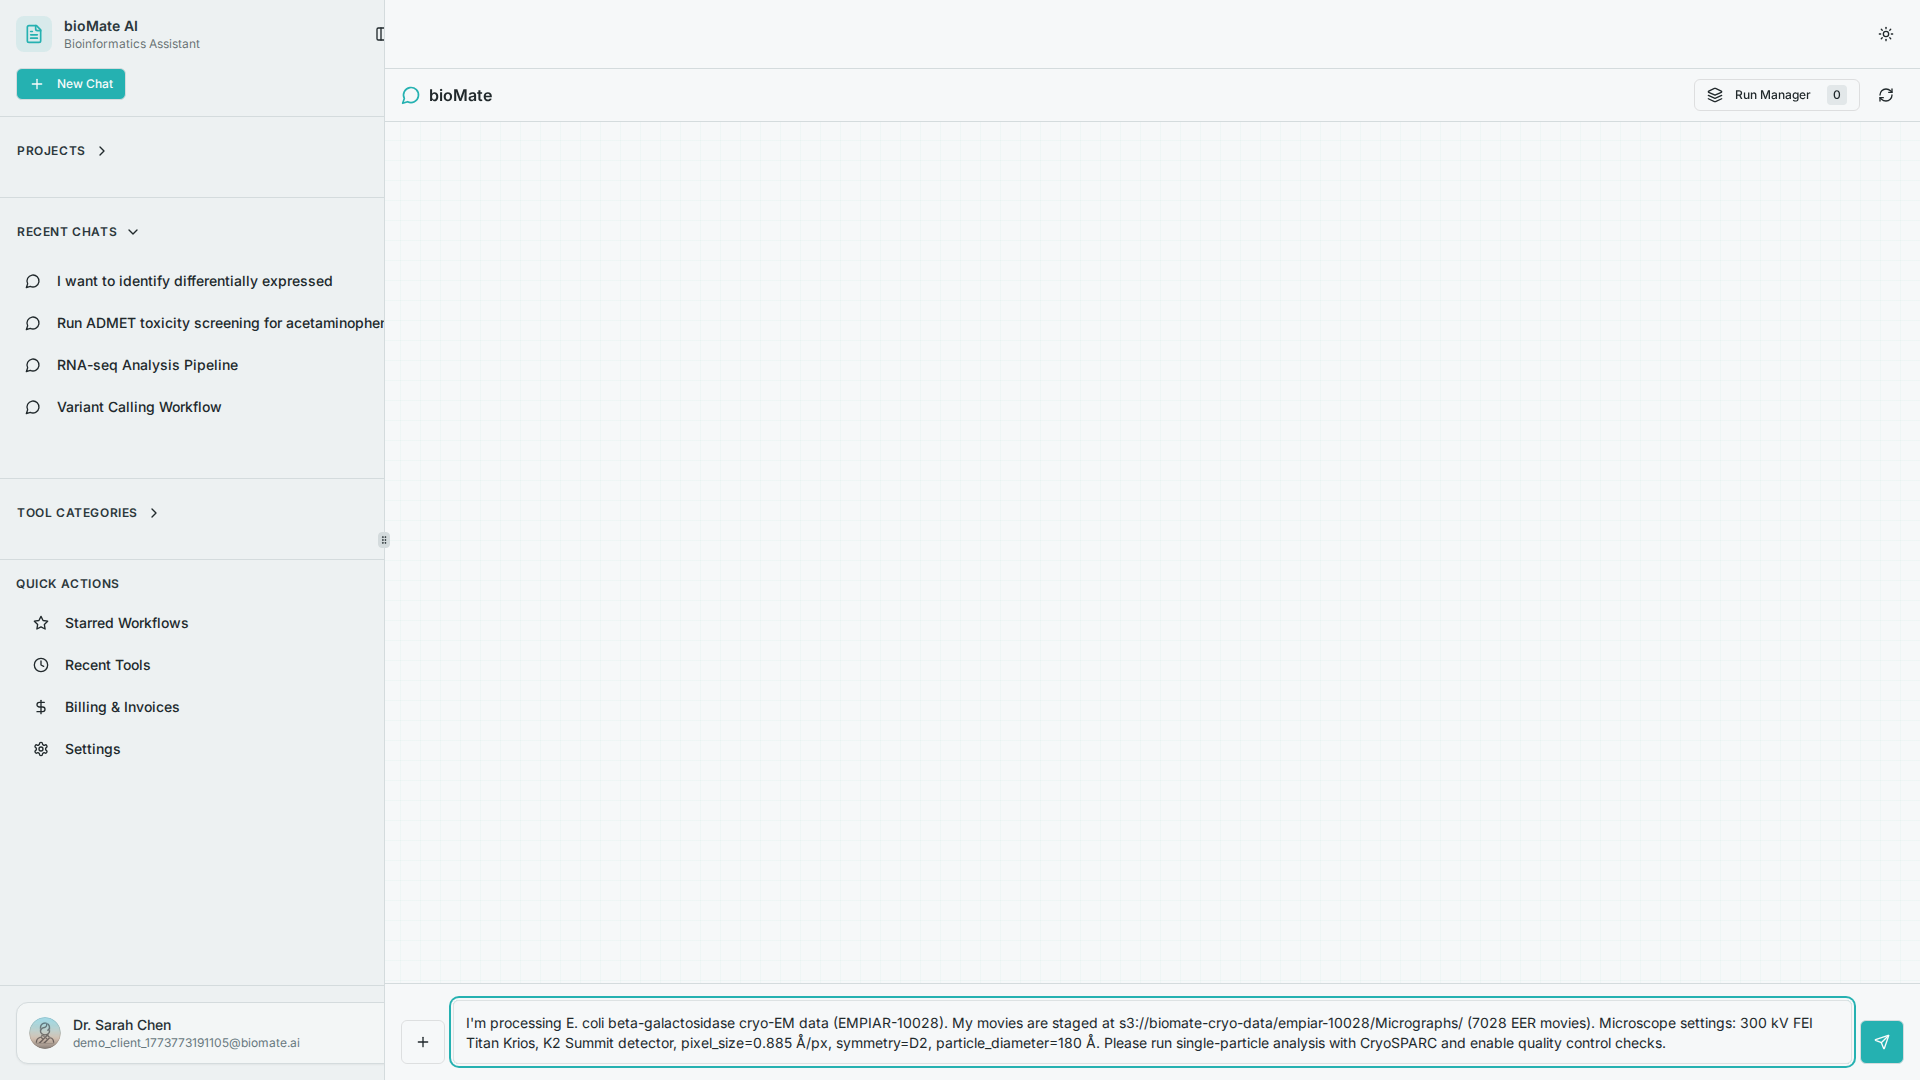 bioMate AI
Bioinformatics Assistant
New Chat
PROJECTS
RECENT CHATS
I want to identify differentially expressed
Run ADMET toxicity screening for acetaminophen
RNA-seq Analysis Pipeline
Variant Calling Workflow
TOOL CATEGORIES
QUICK ACTIONS
Starred Workflows
Recent Tools
Billing & Invoices
Settings
Dr. Sarah Chen
demo_client_1773773191105@biomate.ai
bioMate
Run Manager 0
I'm processing E. coli beta-galactosidase cryo-EM data (EMPIAR-10028). My movies are staged at s3://biomate-cryo-data/empiar-10028/Micrographs/ (7028 EER movies). Microscope settings: 300 kV FEI
Titan Krios, K2 Summit detector, pixel_size=0.885 Å/px, symmetry=D2, particle_diameter=180 Å. Please run single-particle analysis with CryoSPARC and enable quality control checks.